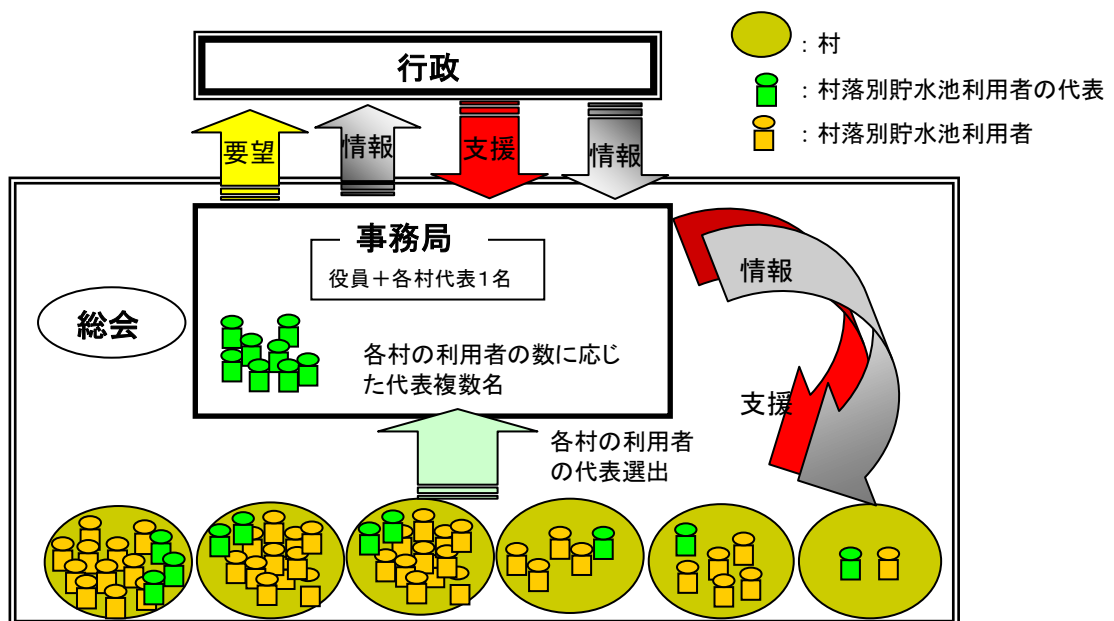 行政
：村
：村落別貯水池利用者の代表
：村落別貯水池利用者
要望
情報
支援
情報
事務局
役員＋各村代表１名
総会
各村の利用者の数に応じ
た代表複数名
情報
支援
各村の利用者
の代表選出